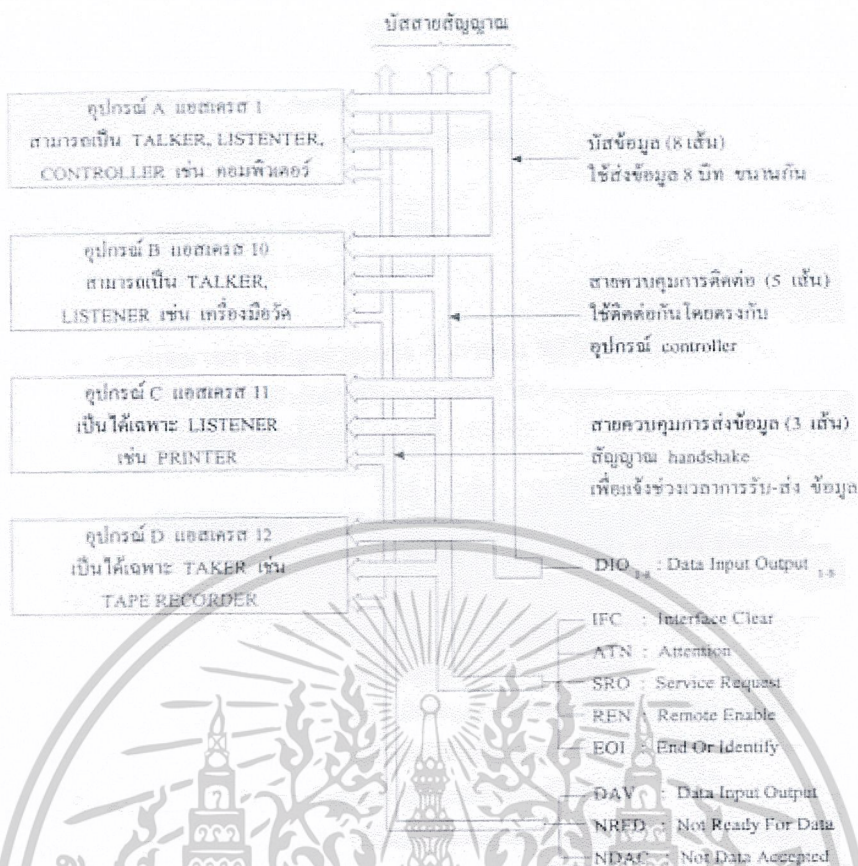 บัสสายสัญญาณ
อุปกรณ์ A แอสเครส 1
สามารถเป็น TALKER, LISTENTER,
CONTROLLER เช่น คอมพิวเตอร์
บัสข้อมูล (8 เส้น)
ใช้ส่งข้อมูล 8 บิท ขนานกัน
อุปกรณ์ B แอสเครส 10
สามารถเป็น TALKER,
LISTENER เช่น เครื่องมือวัด
สายควบคุมการติดต่อ (5 เส้น)
ใช้ติดต่อกันโดยตรงกับ
อุปกรณ์ controller
อุปกรณ์ C แอสเครส 11
เป็นได้เฉพาะ LISTENER
เช่น PRINTER
สายควบคุมการส่งข้อมูล (3 เส้น)
สัญญาณ handshake
เพื่อแจ้งช่วงเวลาการรับ-ส่ง ข้อมูล
อุปกรณ์ D แอสเครส 12
เป็นได้เฉพาะ TAKER เช่น
TAPE RECORDER
DIO 1-8 : Data Input Output 1-8
IFC : Interface Clear
ATN : Attention
SRO : Service Request
REN : Remote Enable
EOI : End Or Identify
DAV : Data Input Output
NRFD : Not Ready For Data
NDAC : Not Data Accepted